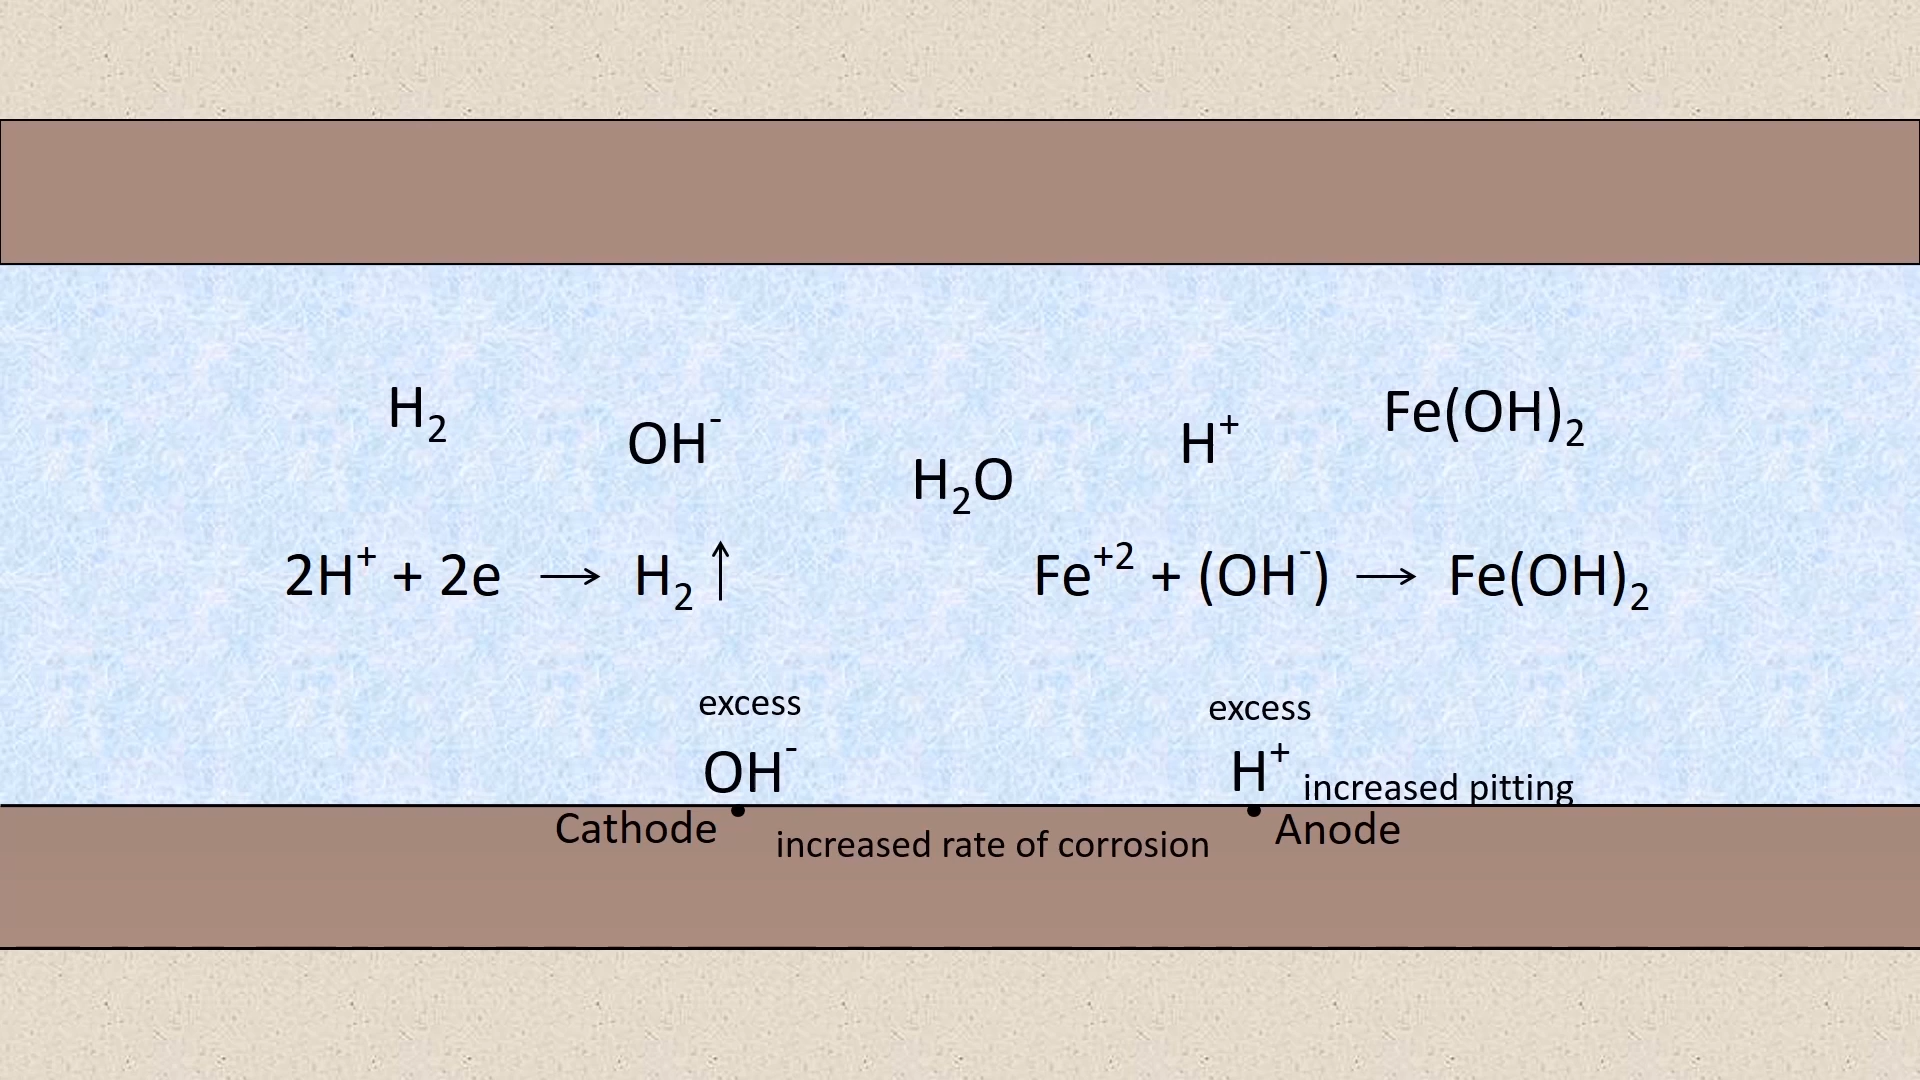 H₂
OH⁻
H₂O
H⁺
Fe(OH)₂
2H⁺ + 2e → H₂ ↑
Fe⁺² + (OH⁻) → Fe(OH)₂
excess
OH⁻
excess
H⁺
increased pitting
Cathode
increased rate of corrosion
Anode